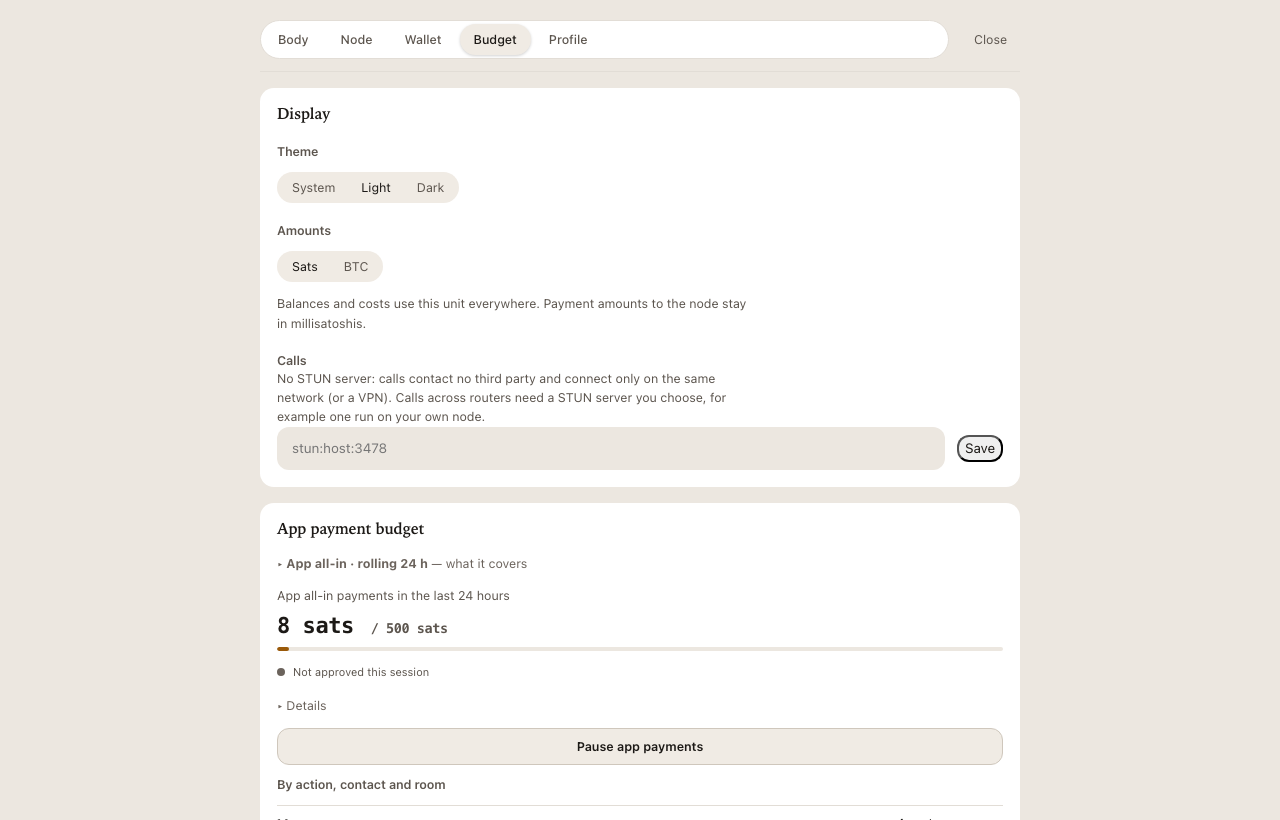 Body Node Wallet Budget Profile Close
Display
Theme
System Light Dark
Amounts
Sats BTC
Balances and costs use this unit everywhere. Payment amounts to the node stay
in millisatoshis.
Calls
No STUN server: calls contact no third party and connect only on the same
network (or a VPN). Calls across routers need a STUN server you choose, for
example one run on your own node.
stun:host:3478 Save
App payment budget
▸ App all-in · rolling 24 h — what it covers
App all-in payments in the last 24 hours
8 sats / 500 sats
Not approved this session
▸ Details
Pause app payments
By action, contact and room